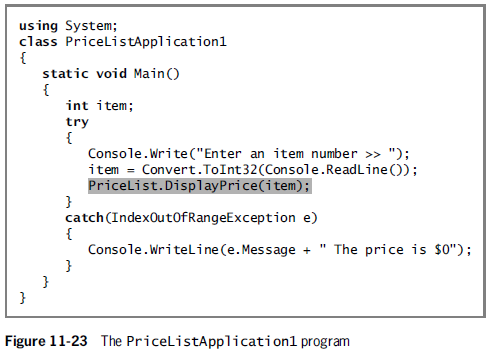 using System;
class PriceListApplication1
{
   static void Main()
   {
      int item;
      try
      {
         Console.Write("Enter an item number >> ");
         item = Convert.ToInt32(Console.ReadLine());
         PriceList.DisplayPrice(item);
      }
      catch(IndexOutOfRangeException e)
      {
         Console.WriteLine(e.Message + " The price is $0");
      }
   }
}
Figure 11-23 The PriceListApplication1 program